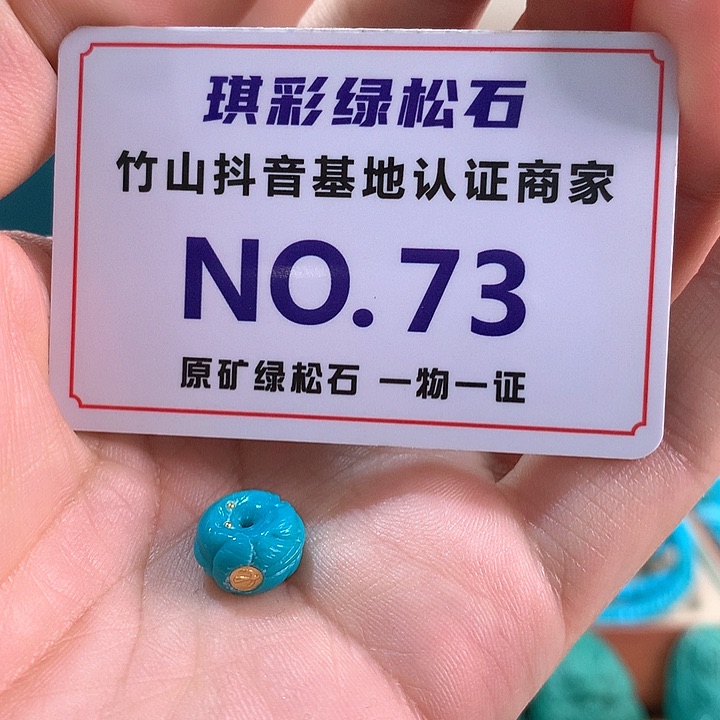 琪彩绿松石
竹山抖音基地认证商家
NO.73
原矿绿松石 一物一证